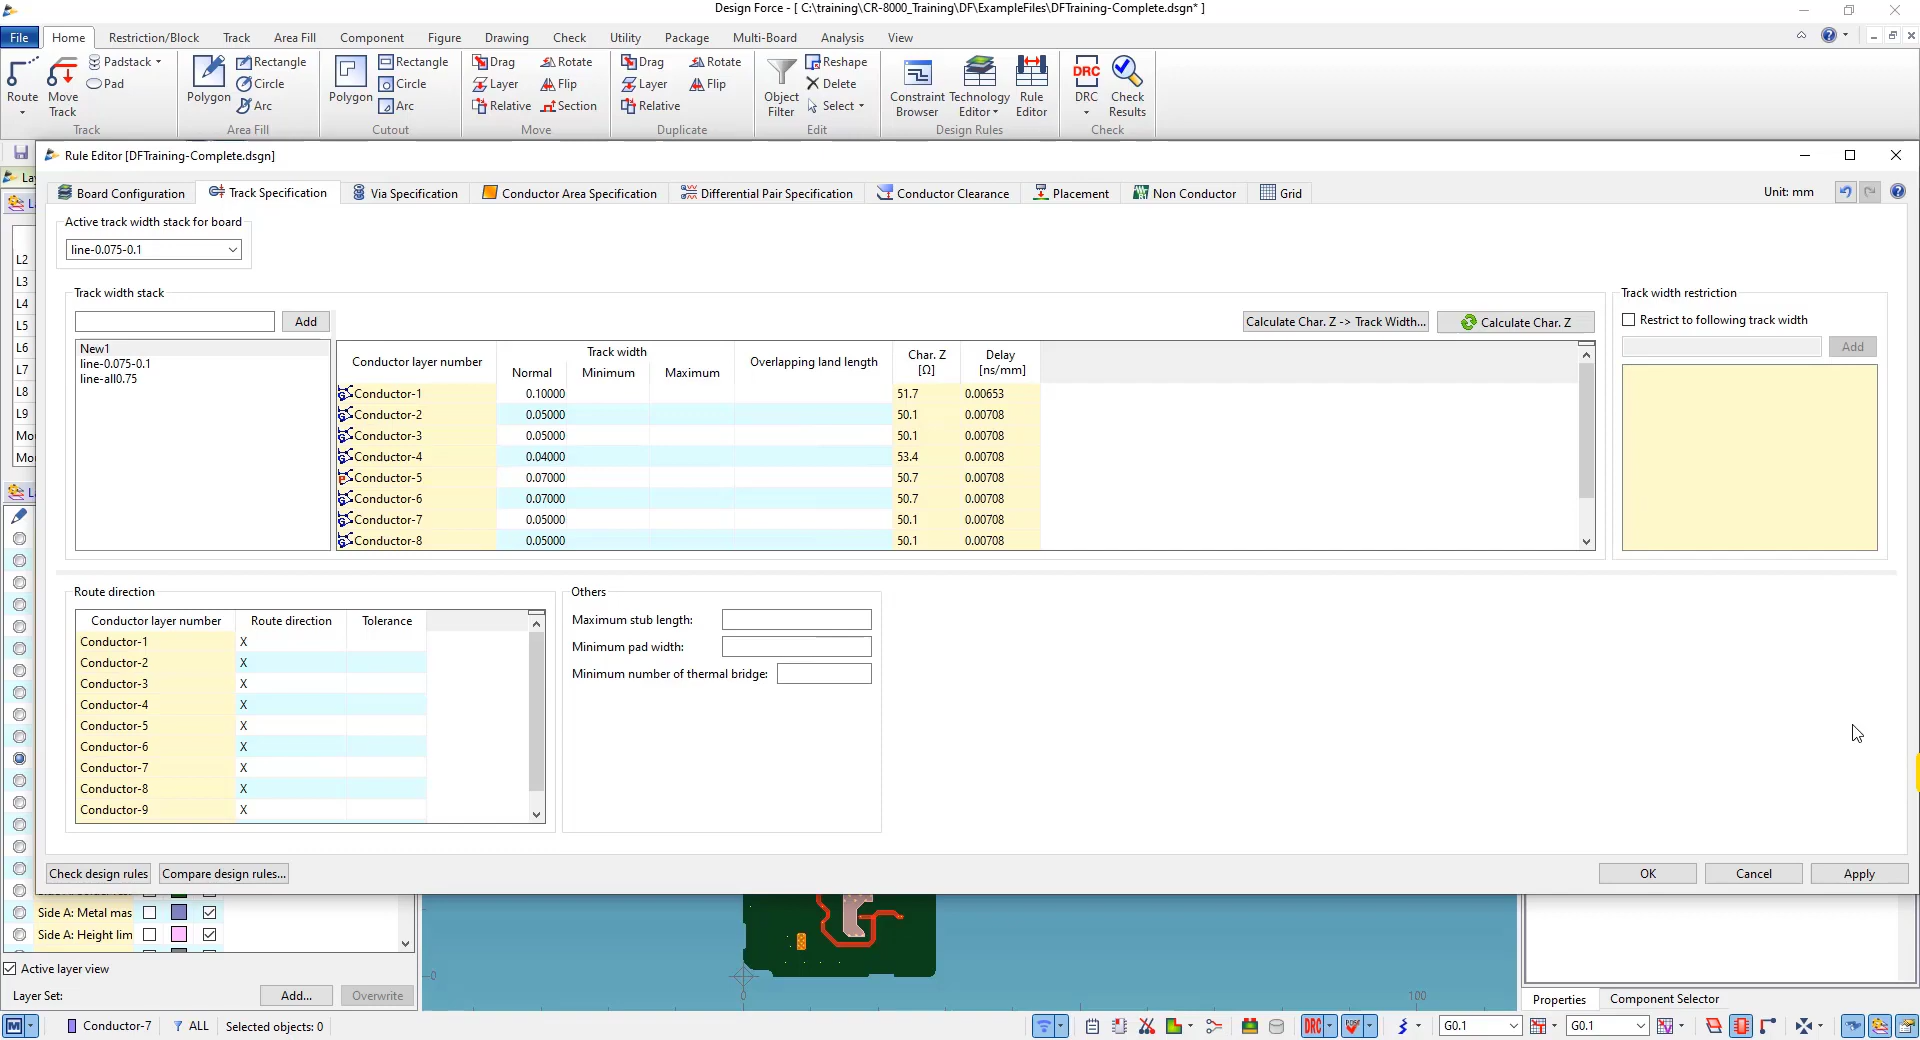 Design Force - [ C:\training\CR-8000_Training\DF\ExampleFiles\DFTraining-Complete.dsgn* ]
File Home Restriction/Block Track Area Fill Component Figure Drawing Check Utility Package Multi-Board Analysis View
Route Move Track Padstack Pad Track
Polygon Rectangle Circle Arc Area Fill
Polygon Rectangle Circle Arc Cutout
Drag Layer Relative Rotate Flip Section Move
Drag Layer Relative Rotate Flip Duplicate
Object Filter Reshape Delete Select Edit
Constraint Browser Technology Editor Rule Editor Design Rules
DRC DRC Check Results Check
Rule Editor [DFTraining-Complete.dsgn]
Board Configuration Track Specification Via Specification Conductor Area Specification Differential Pair Specification Conductor Clearance Placement Non Conductor Grid Unit: mm
Active track width stack for board
line-0.075-0.1
Track width stack
Add
New1
line-0.075-0.1
line-all0.75
Calculate Char. Z -> Track Width... Calculate Char. Z
Conductor layer number Track width Overlapping land length Char. Z [Ω] Delay [ns/mm]
Normal Minimum Maximum
Conductor-1 0.10000 51.7 0.00653
Conductor-2 0.05000 50.1 0.00708
Conductor-3 0.05000 50.1 0.00708
Conductor-4 0.04000 53.4 0.00708
Conductor-5 0.07000 50.7 0.00708
Conductor-6 0.07000 50.7 0.00708
Conductor-7 0.05000 50.1 0.00708
Conductor-8 0.05000 50.1 0.00708
Track width restriction
Restrict to following track width
Add
Route direction
Conductor layer number Route direction Tolerance
Conductor-1 X
Conductor-2 X
Conductor-3 X
Conductor-4 X
Conductor-5 X
Conductor-6 X
Conductor-7 X
Conductor-8 X
Conductor-9 X
Others
Maximum stub length:
Minimum pad width:
Minimum number of thermal bridge:
Check design rules Compare design rules... OK Cancel Apply
L2
L3
L4
L5
L6
L7
L8
L9
Side A: Metal mas
Side A: Height lim
Active layer view
Layer Set: Add... Overwrite
0
0
100
Properties Component Selector
M Conductor-7 ALL Selected objects: 0 DRC G0.1 G0.1